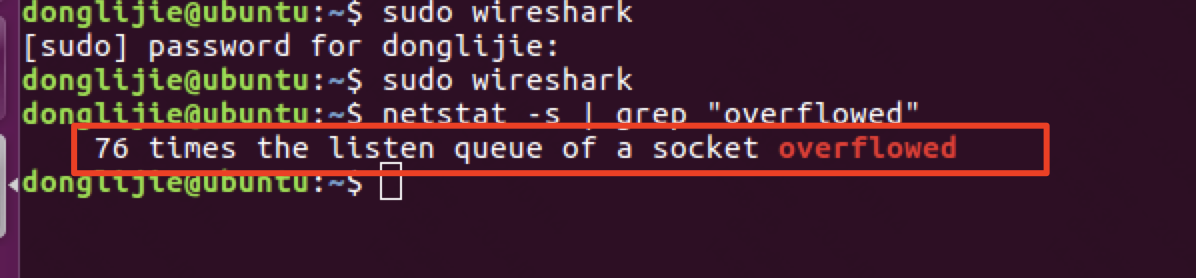 donglijie@ubuntu:~$ sudo wireshark
[sudo] password for donglijie:
donglijie@ubuntu:~$ sudo wireshark
donglijie@ubuntu:~$ netstat -s | grep "overflowed"
76 times the listen queue of a socket overflowed
donglijie@ubuntu:~$